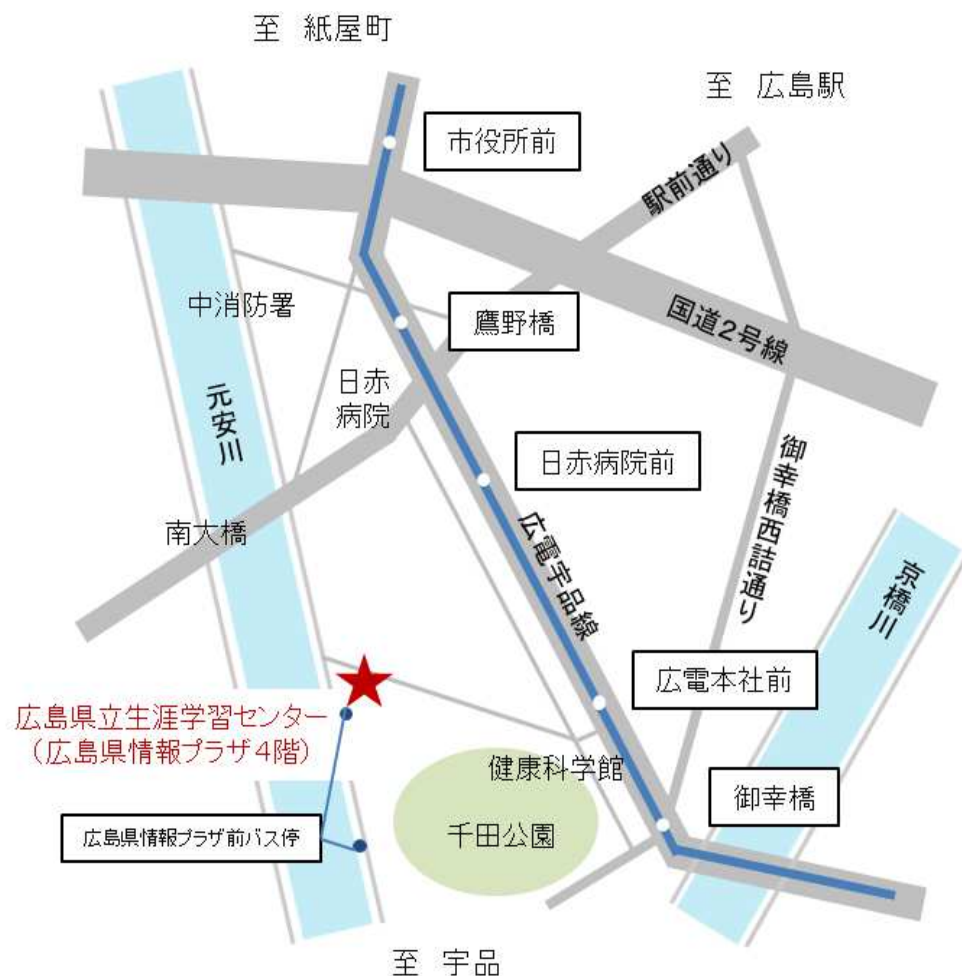 至 紙屋町
至 広島駅
市役所前
駅前通り
中消防署
鷹野橋
国道2号線
日赤
病院
元安川
日赤病院前
御幸橋西詰通り
南大橋
広電宇品線
京橋川
広電本社前
広島県立生涯学習センター
(広島県情報プラザ4階)
健康科学館
御幸橋
広島県情報プラザ前バス停
千田公園
至 宇品